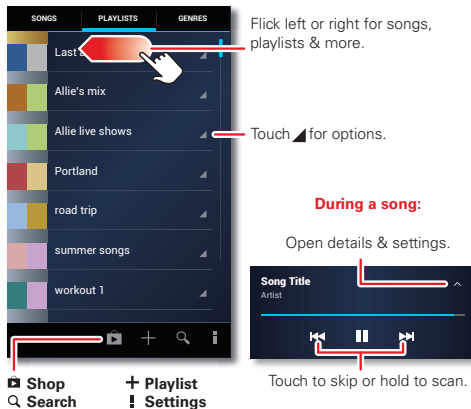 SONGS PLAYLISTS GENRES
Last a
Allie's mix
Allie live shows
Portland
road trip
summer songs
workout 1
Flick left or right for songs,
playlists & more.
Touch for options.
During a song:
Open details & settings.
Song Title
Artist
Touch to skip or hold to scan.
Shop + Playlist
Search Settings